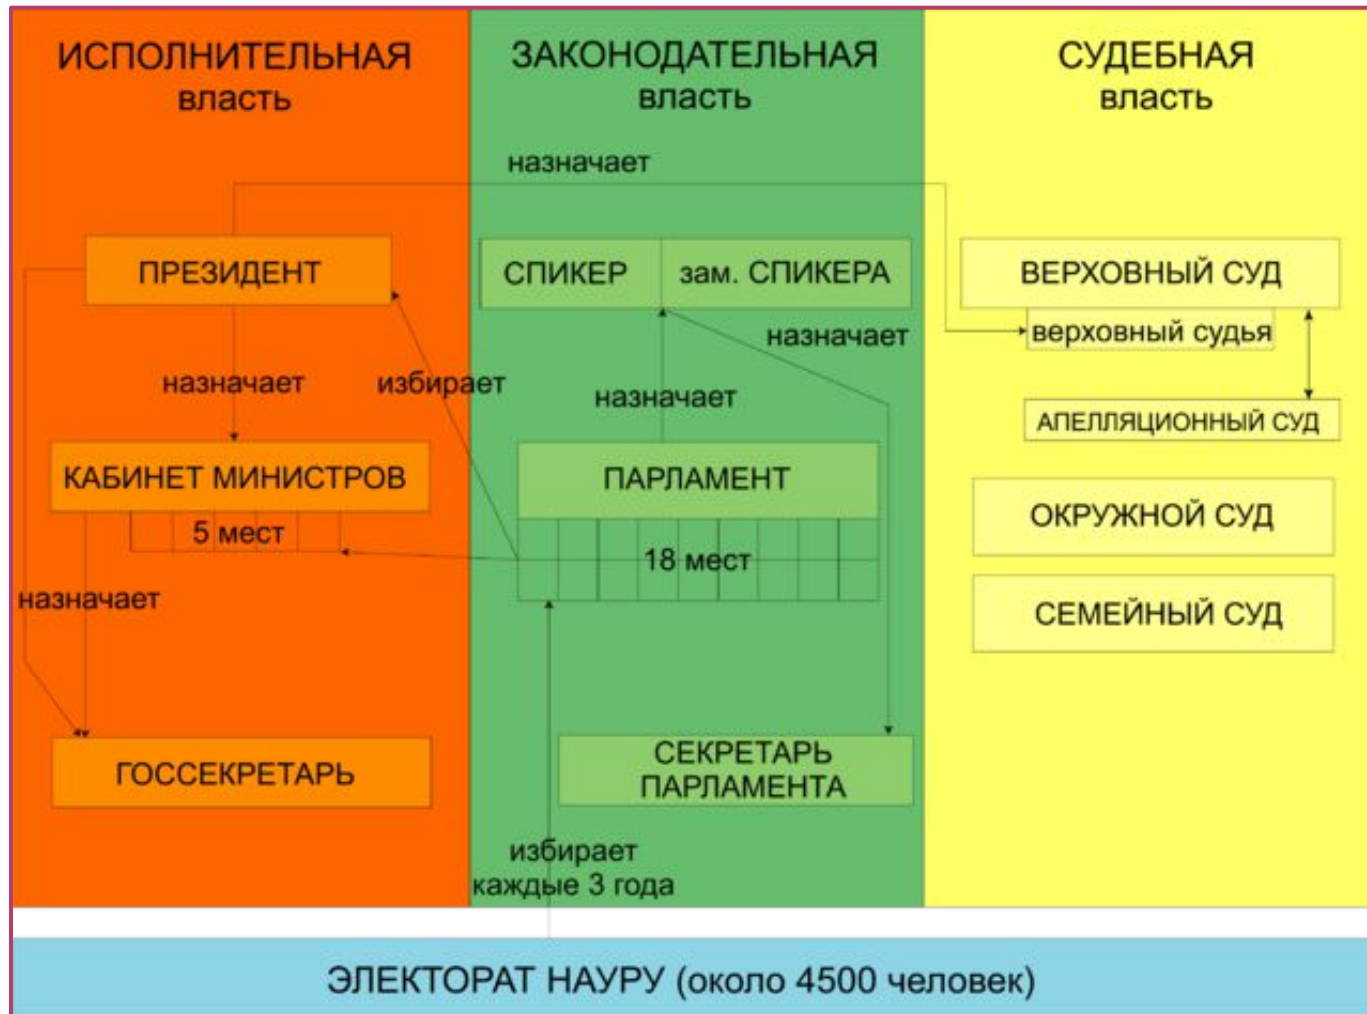 ИСПОЛНИТЕЛЬНАЯ
власть
ЗАКОНОДАТЕЛЬНАЯ
власть
СУДЕБНАЯ
власть
назначает
ПРЕЗИДЕНТ
СПИКЕР
зам. СПИКЕРА
ВЕРХОВНЫЙ СУД
верховный судья
назначает
назначает
избирает
назначает
АПЕЛЛЯЦИОННЫЙ СУД
КАБИНЕТ МИНИСТРОВ
5 мест
ПАРЛАМЕНТ
18 мест
ОКРУЖНОЙ СУД
назначает
СЕМЕЙНЫЙ СУД
ГОССЕКРЕТАРЬ
СЕКРЕТАРЬ
ПАРЛАМЕНТА
избирает
каждые 3 года
ЭЛЕКТОРАТ НАУРУ (около 4500 человек)